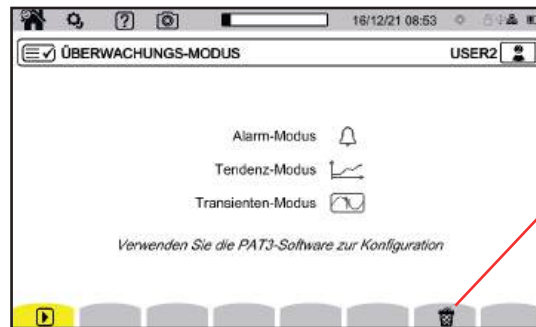 ? 16/12/21 08:53
ÜBERWACHUNGS-MODUS USER2
Alarm-Modus
Tendenz-Modus
Transienten-Modus
Verwenden Sie die PAT3-Software zur Konfiguration